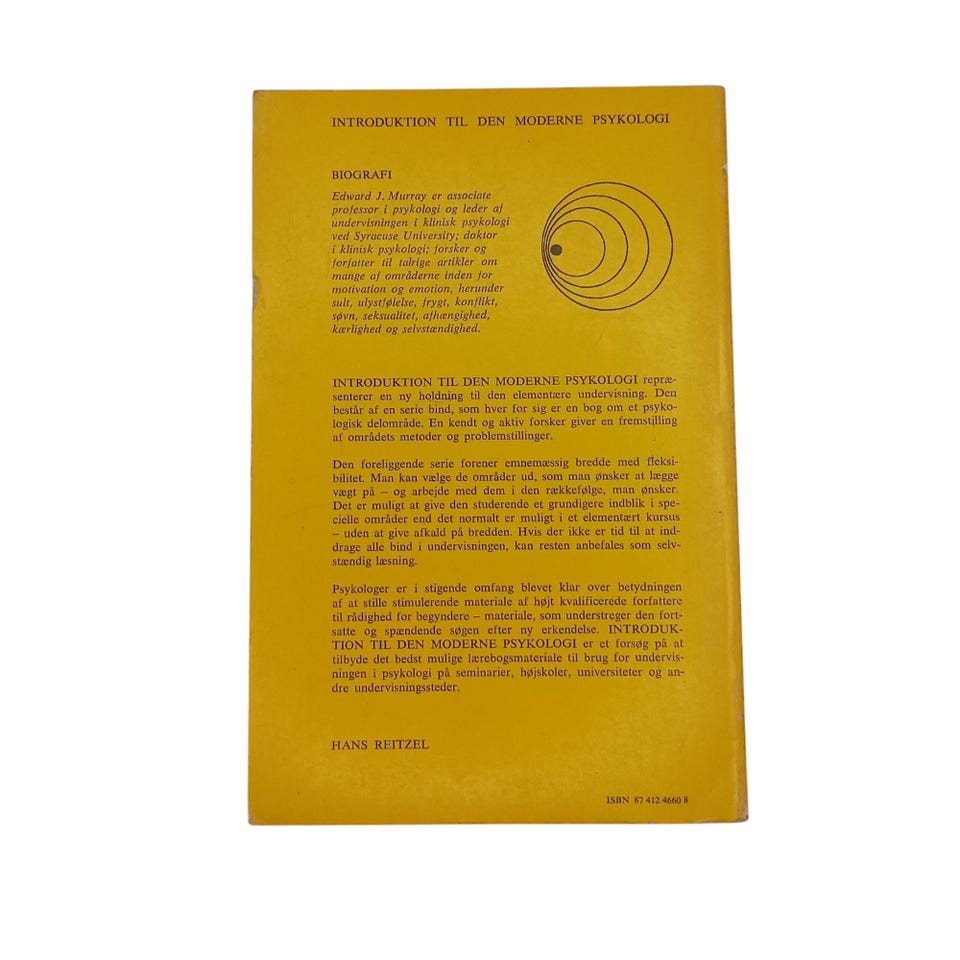 INTRODUKTION TIL DEN MODERNE PSYKOLOGI
BIOGRAFI
Edward J. Murray er associate
professor i psykologi og leder af
undervisningen i klinisk psykologi
ved Syracuse University; doktor
i klinisk psykologi; forsker og
forfatter til talrige artikler om
mange af områderne inden for
motivation og emotion, herunder
sult, ulystfølelse, frygt, konflikt,
søvn, seksualitet, afhængighed,
kærlighed og selvstændighed.
INTRODUKTION TIL DEN MODERNE PSYKOLOGI repræ-
senterer en ny holdning til den elementære undervisning. Den
består af en serie bind, som hver for sig er en bog om et psyko-
logisk delområde. En kendt og aktiv forsker giver en fremstilling
af områdets metoder og problemstillinger.
Den foreliggende serie forener emnemæssig bredde med fleksi-
bilitet. Man kan vælge de områder ud, som man ønsker at lægge
vægt på – og arbejde med dem i den rækkefølge, man ønsker.
Det er muligt at give den studerende et grundigere indblik i spe-
cielle områder end det normalt er muligt i et elementært kursus
– uden at give afkald på bredden. Hvis der ikke er tid til at ind-
drage alle bind i undervisningen, kan resten anbefales som selv-
stændig læsning.
Psykologer er i stigende omfang blevet klar over betydningen
af at stille stimulerende materiale af højt kvalificerede forfattere
til rådighed for begyndere – materiale, som understreger den fort-
satte og spændende søgen efter ny erkendelse. INTRODUK-
TION TIL DEN MODERNE PSYKOLOGI er et forsøg på at
tilbyde det bedst mulige lærebogsmateriale til brug for undervis-
ningen i psykologi på seminarier, højskoler, universiteter og an-
dre undervisningssteder.
HANS REITZEL
ISBN 87 412 4660 8